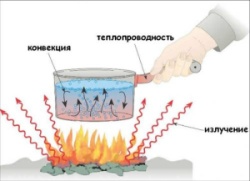 теплопроводность
конвекция
излучение